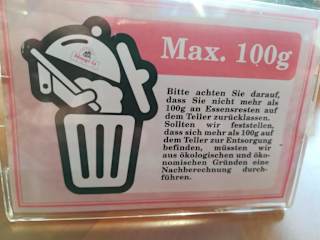 Max. 100g
Bitte achten Sie darauf,
dass Sie nicht mehr als
100g an Essensresten auf
dem Teller zurücklassen.
Sollten wir feststellen,
dass sich mehr als 100g auf
dem Teller zur Entsorgung
befinden, müssten wir
aus ökologischen und öko-
nomischen Gründen eine
Nachberechnung durch-
führen.